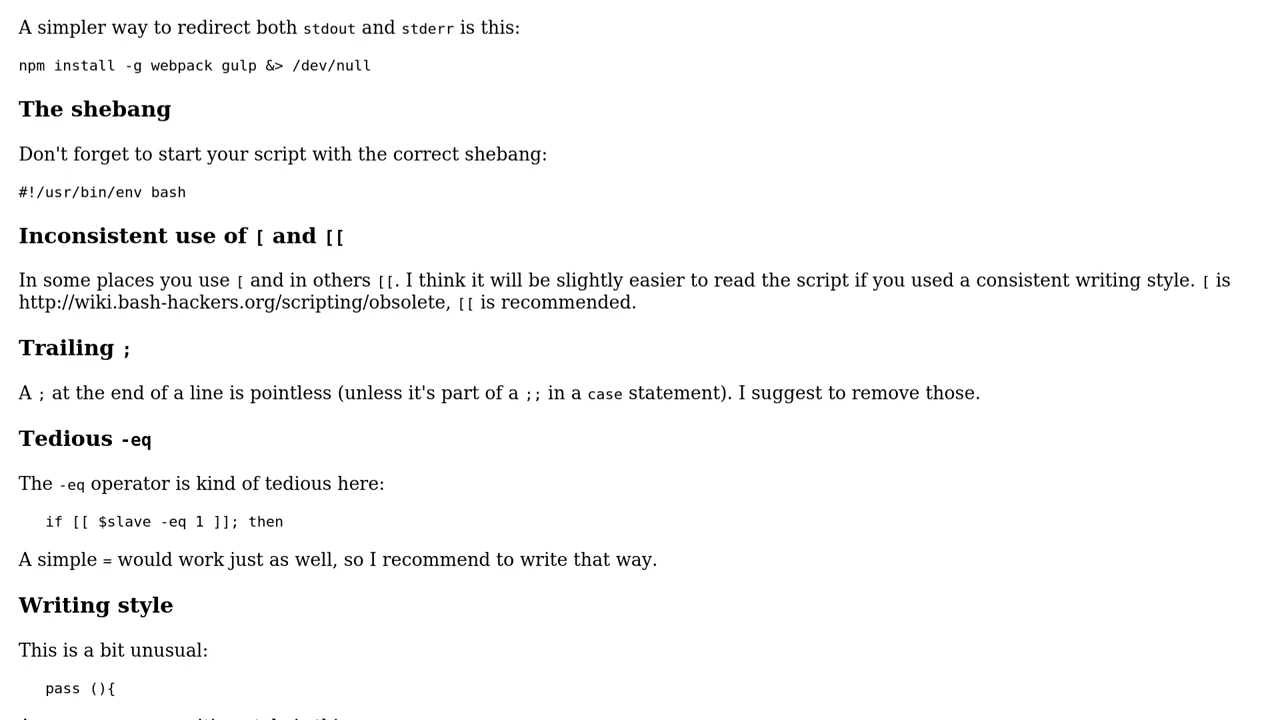 A simpler way to redirect both stdout and stderr is this:
npm install -g webpack gulp &> /dev/null
The shebang
Don't forget to start your script with the correct shebang:
#!/usr/bin/env bash
Inconsistent use of [ and [[
In some places you use [ and in others [[. I think it will be slightly easier to read the script if you used a consistent writing style. [ is
http://wiki.bash-hackers.org/scripting/obsolete, [[ is recommended.
Trailing ;
A ; at the end of a line is pointless (unless it's part of a ;; in a case statement). I suggest to remove those.
Tedious -eq
The -eq operator is kind of tedious here:
if [[ $slave -eq 1 ]]; then
A simple = would work just as well, so I recommend to write that way.
Writing style
This is a bit unusual:
pass (){